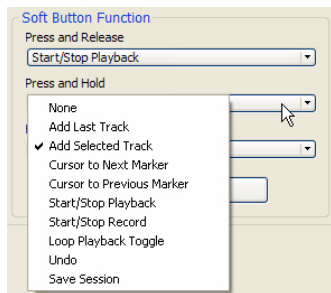 Soft Button Function
Press and Release
Start/Stop Playback
Press and Hold
None
Add Last Track
Add Selected Track
Cursor to Next Marker
Cursor to Previous Marker
Start/Stop Playback
Start/Stop Record
Loop Playback Toggle
Undo
Save Session